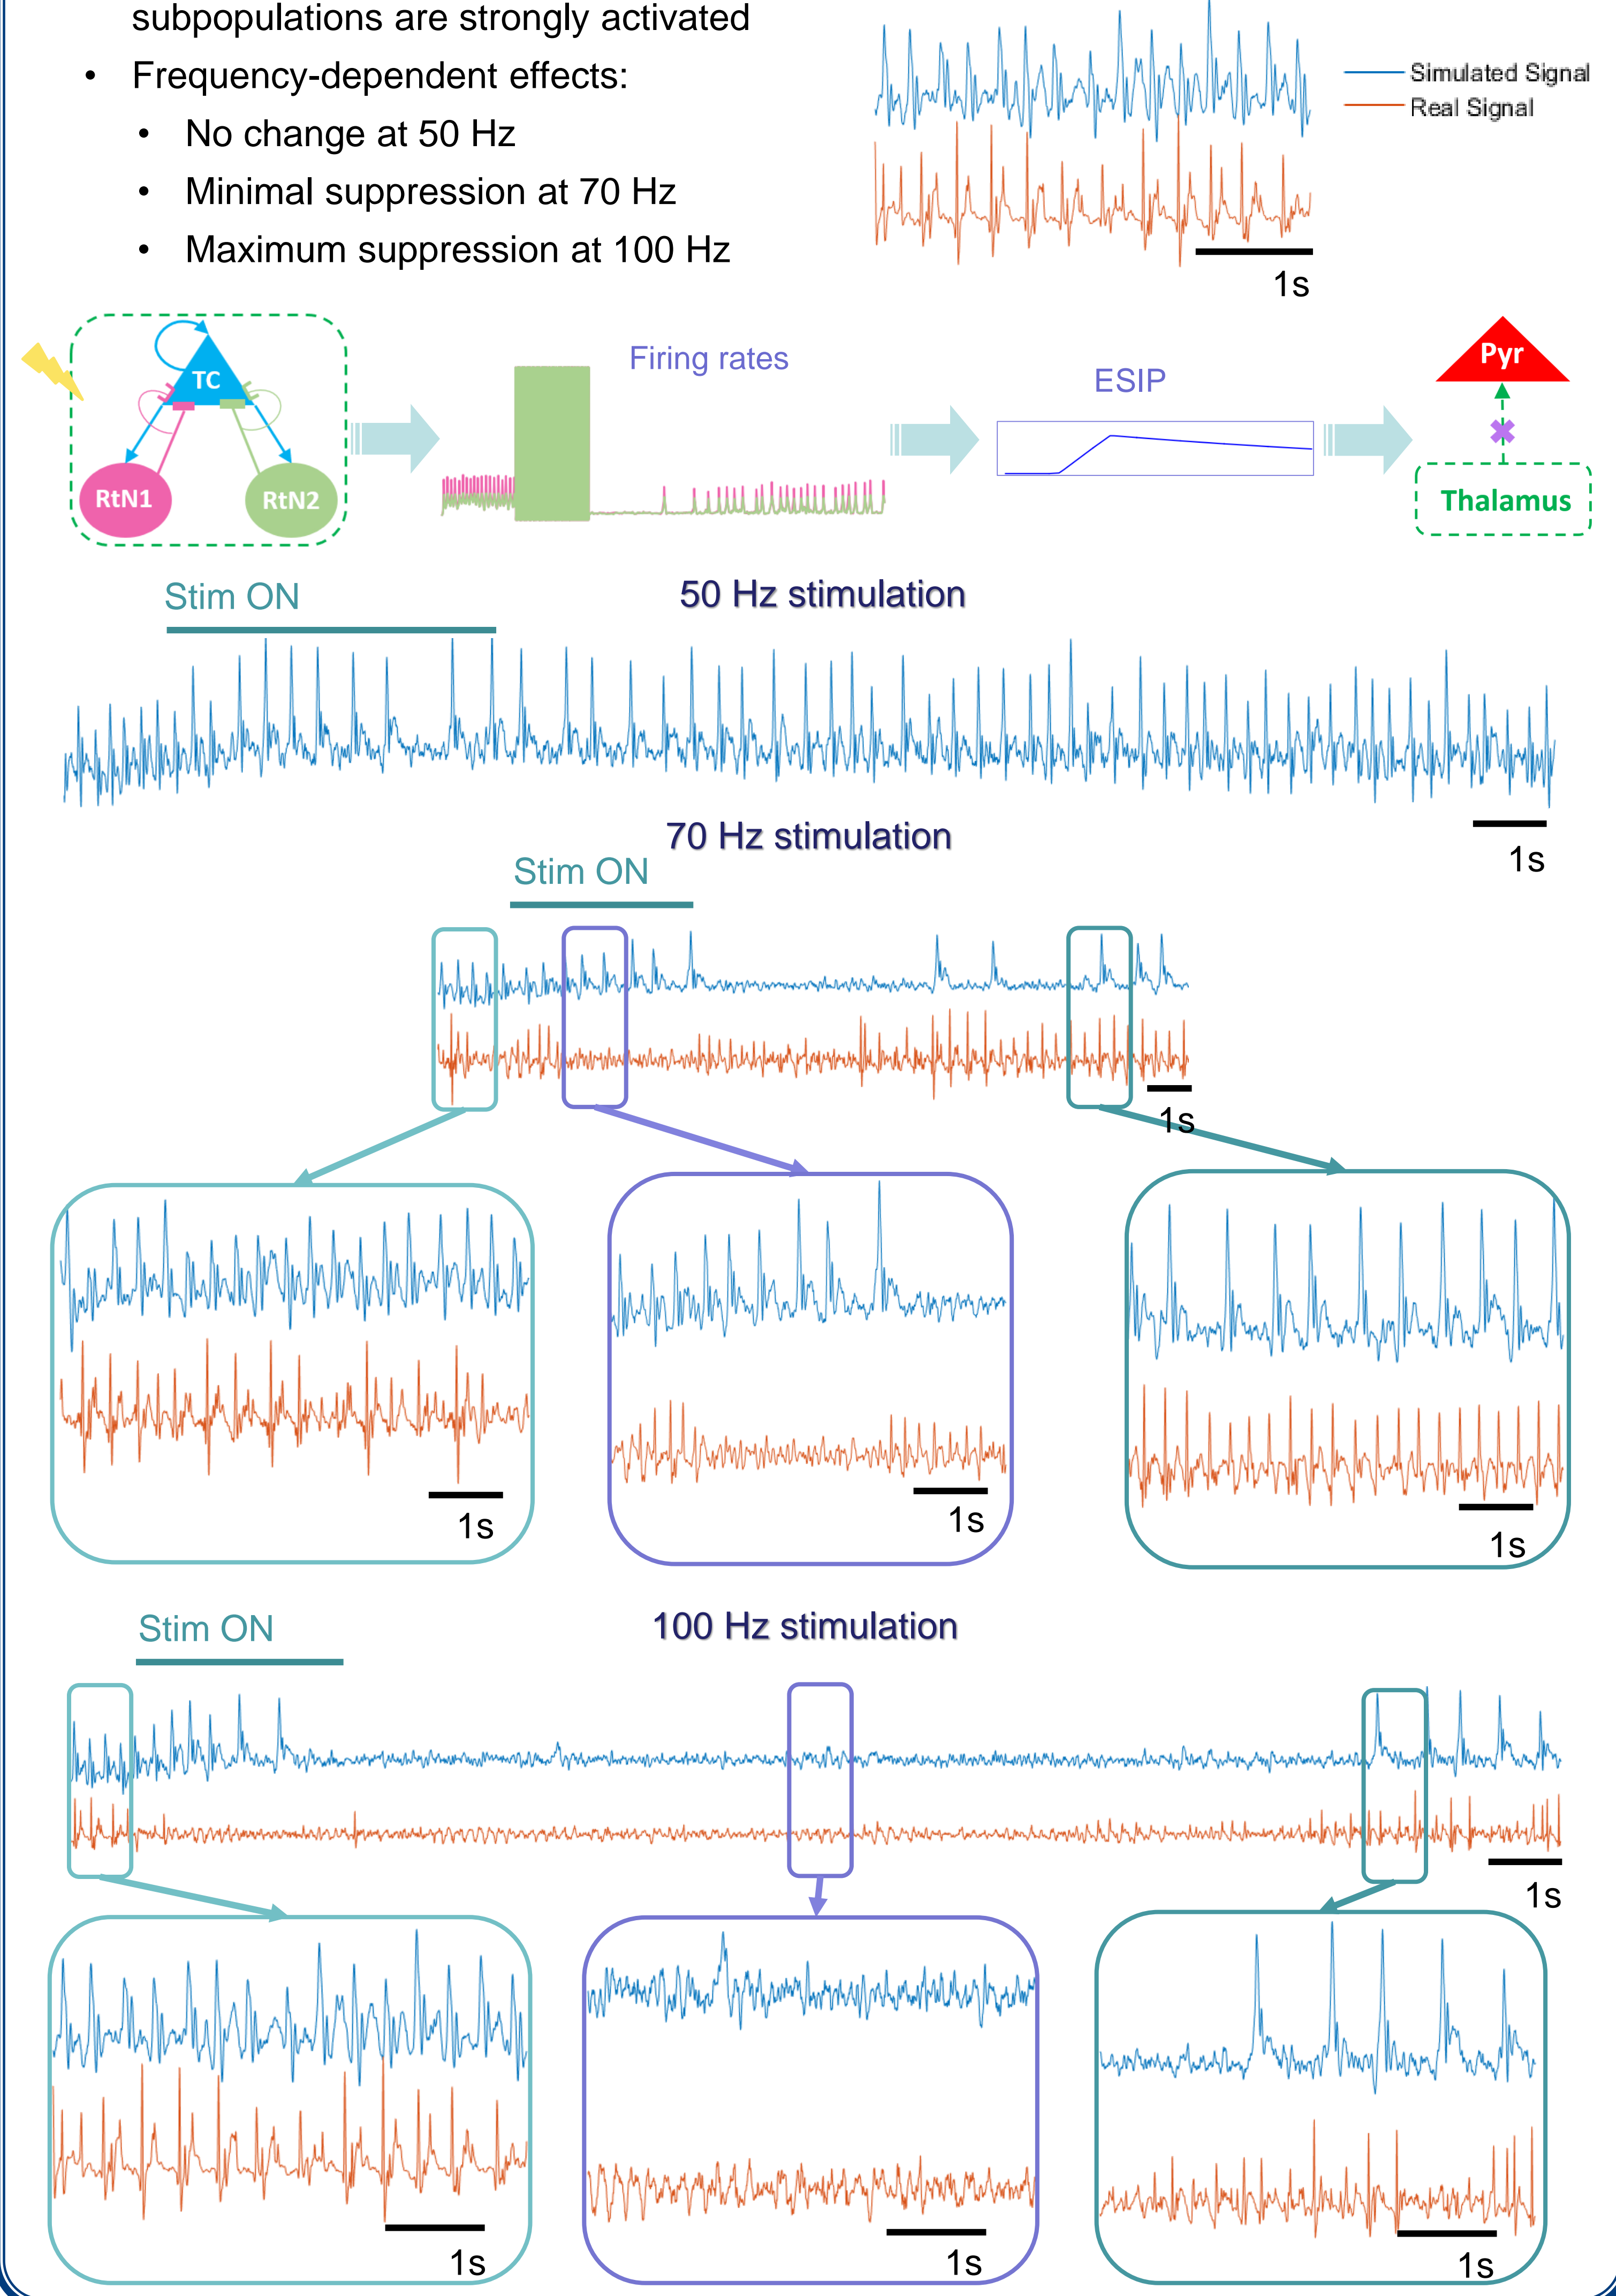 subpopulations are strongly activated
• Frequency-dependent effects:
• No change at 50 Hz
• Minimal suppression at 70 Hz
• Maximum suppression at 100 Hz
Simulated Signal
Real Signal
1s
TC
RtN1
RtN2
Firing rates
ESIP
Pyr
Thalamus
Stim ON
50 Hz stimulation
1s
70 Hz stimulation
Stim ON
1s
1s
1s
1s
Stim ON
100 Hz stimulation
1s
1s
1s
1s